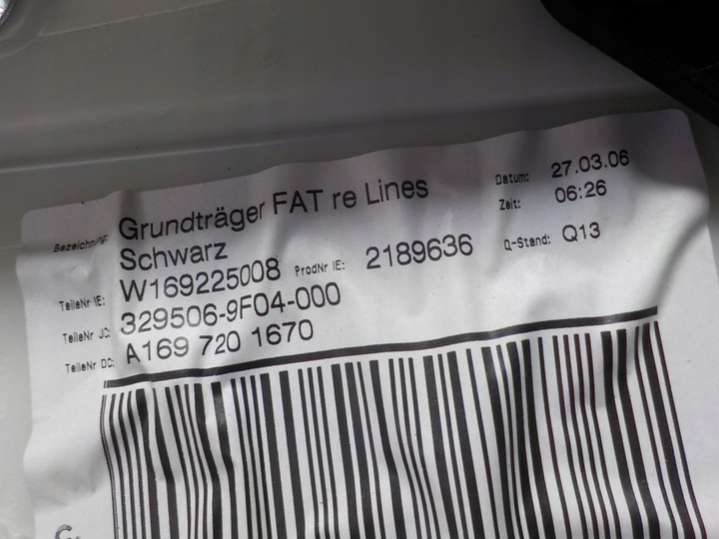 Grundträger FAT re Lines
Schwarz
Datum: 27.03.06
Zeit: 06:26
TeileNr IE: W169225008 ProdNr IE: 2189636 Q-Stand: Q13
TeileNr JC: 329506-9F04-000
TeileNr DC: A169 720 1670